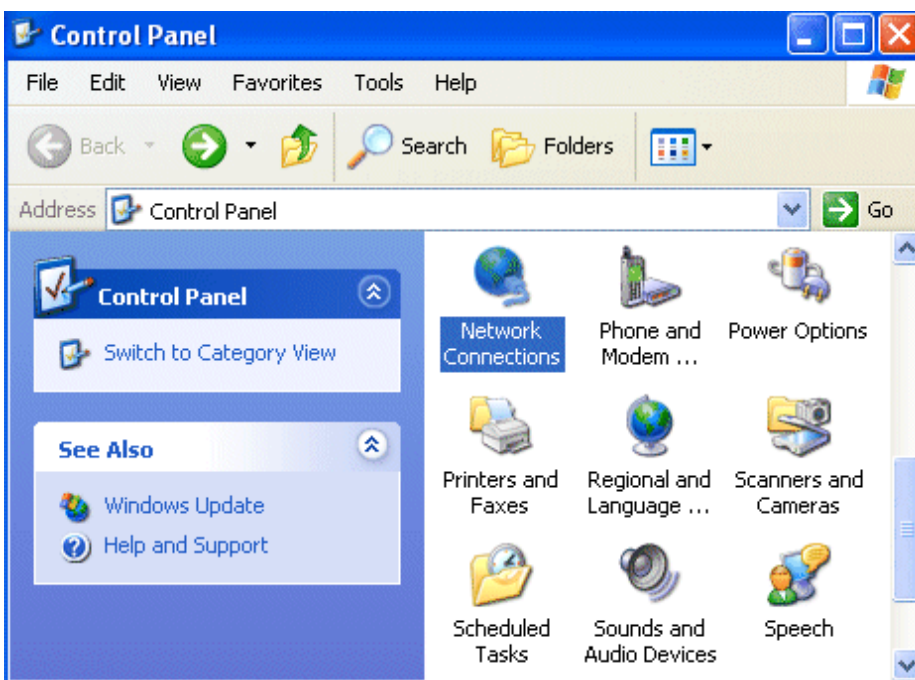 Control Panel
File Edit View Favorites Tools Help
Back Search Folders
Address Control Panel Go
Control Panel
Switch to Category View
See Also
Windows Update
Help and Support
Network
Connections
Phone and
Modem ...
Power Options
Printers and
Faxes
Regional and
Language ...
Scanners and
Cameras
Scheduled
Tasks
Sounds and
Audio Devices
Speech